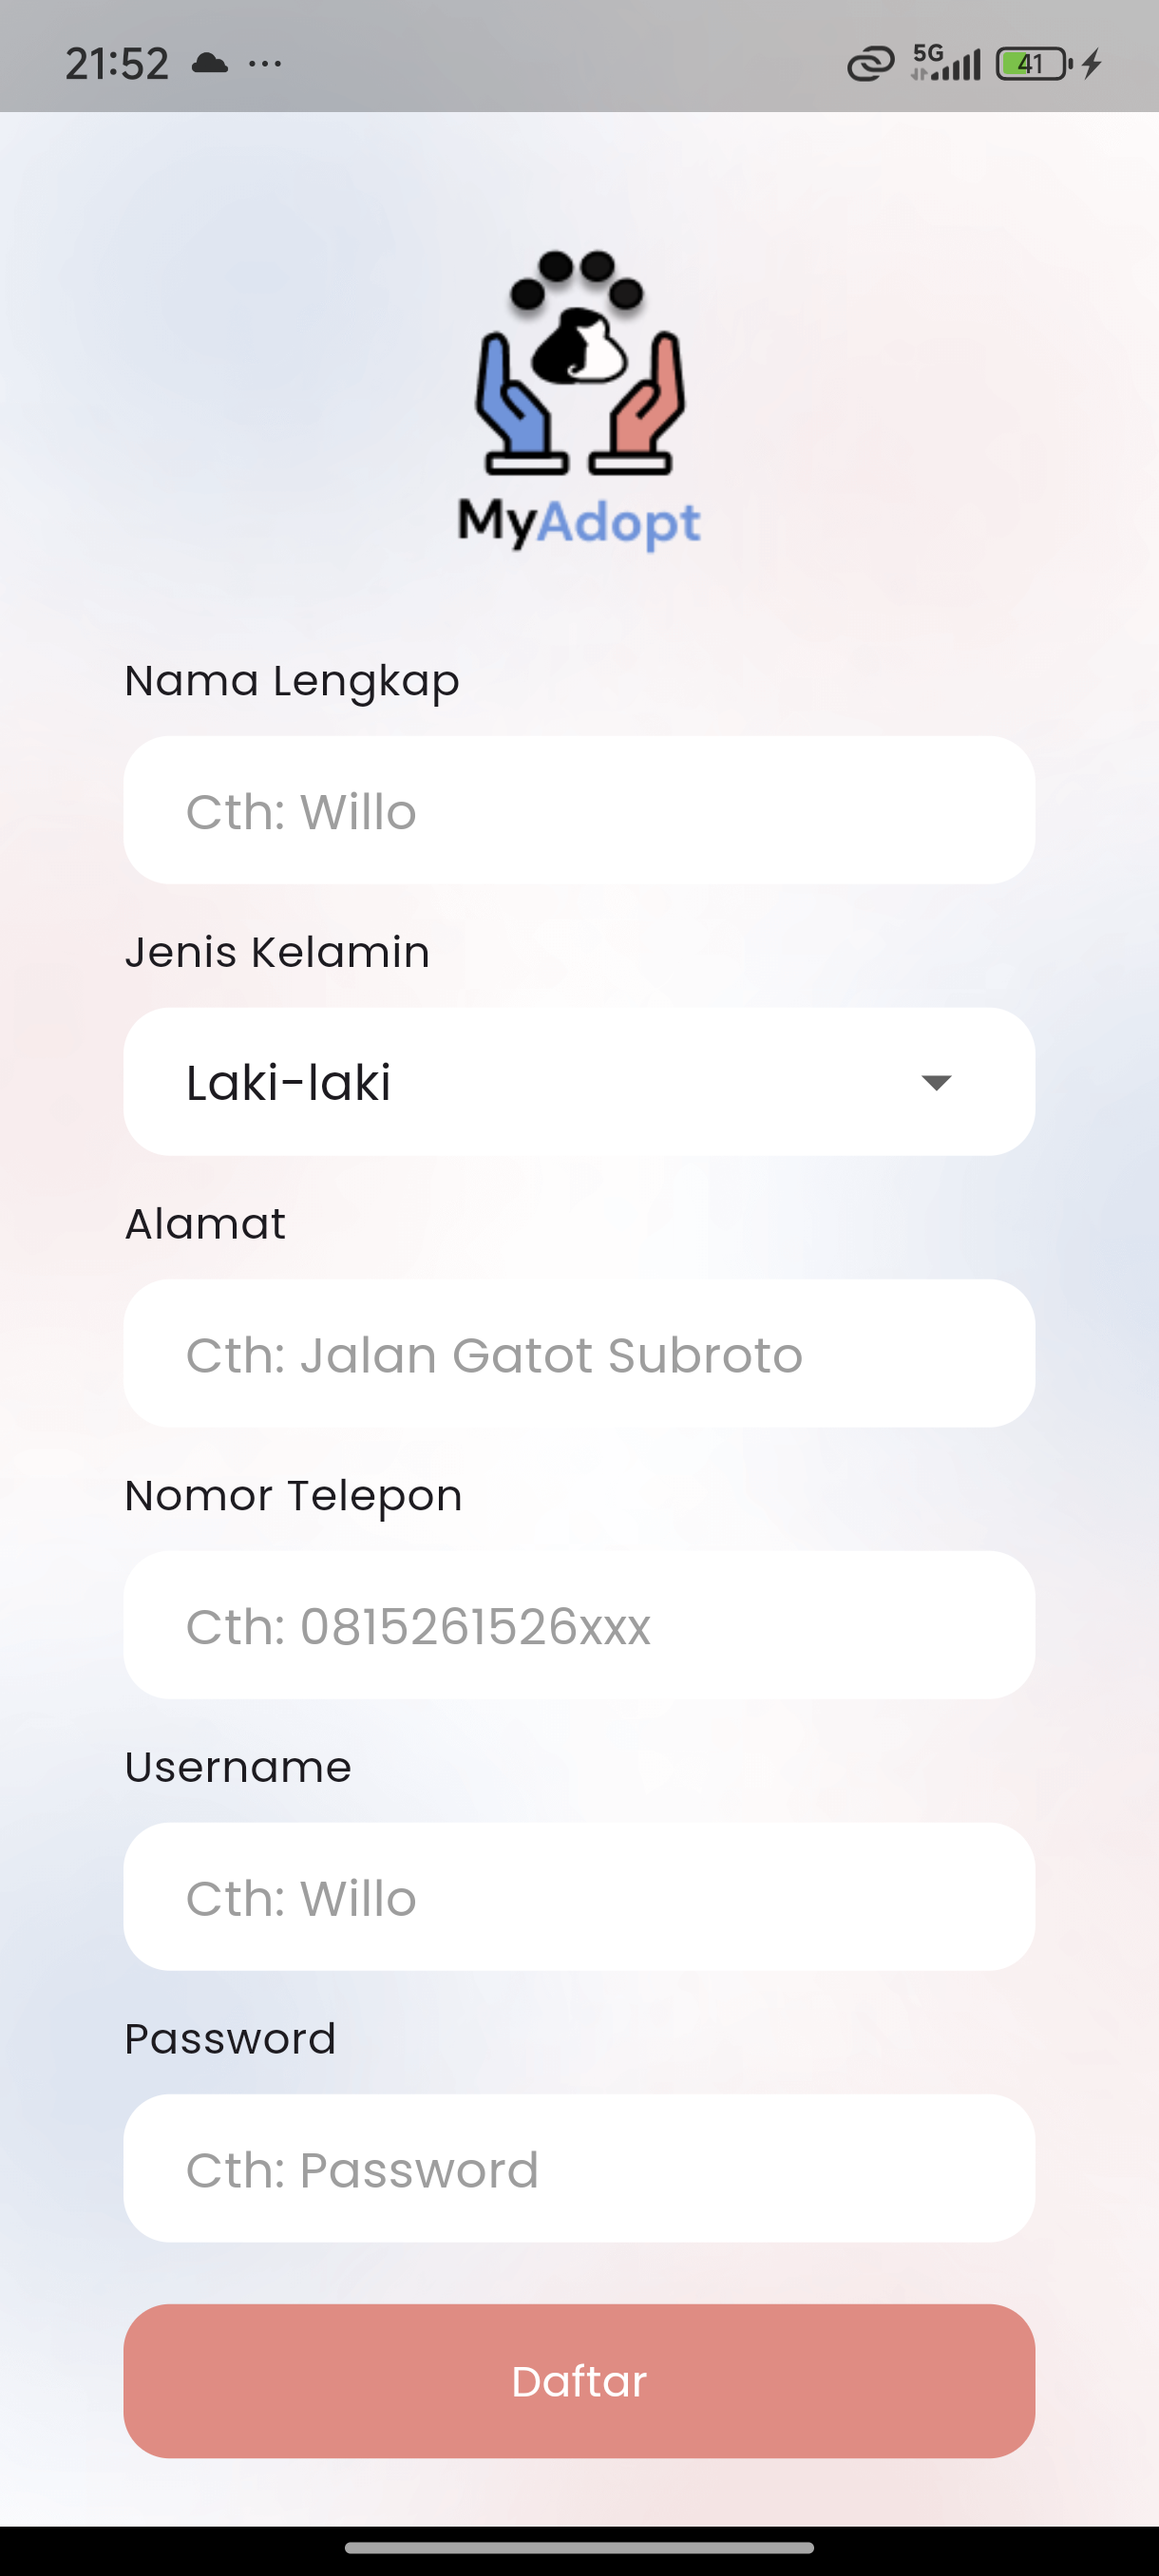 21:52 ...
5G 41
MyAdopt
Nama Lengkap
Cth: Willo
Jenis Kelamin
Laki-laki
Alamat
Cth: Jalan Gatot Subroto
Nomor Telepon
Cth: 0815261526xxx
Username
Cth: Willo
Password
Cth: Password
Daftar